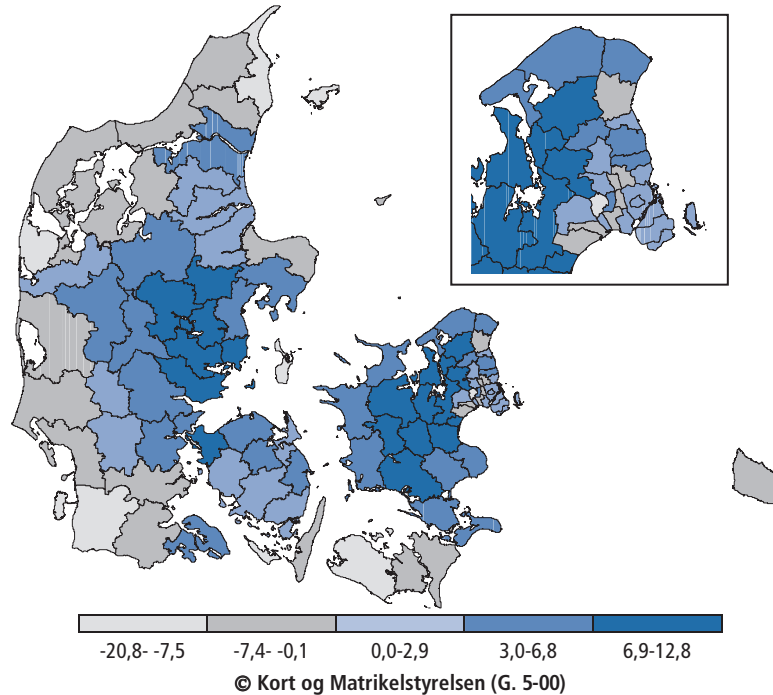 -20,8- -7,5 -7,4- -0,1 0,0-2,9 3,0-6,8 6,9-12,8
© Kort og Matrikelstyrelsen (G. 5-00)